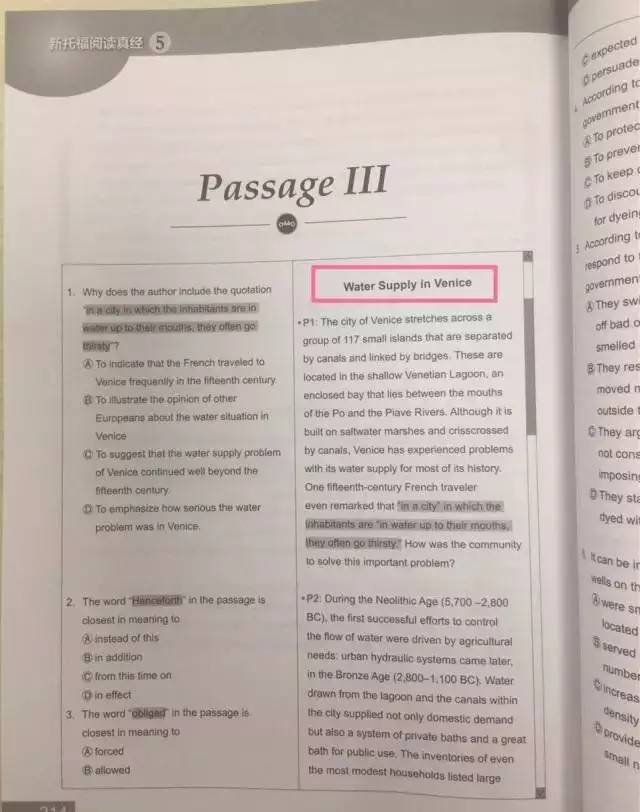 新托福阅读真经 5
Passage III
1. Why does the author include the quotation
"in a city in which the inhabitants are in
water up to their mouths, they often go
thirsty"?
Ⓐ To indicate that the French traveled to
Venice frequently in the fifteenth century
Ⓑ To illustrate the opinion of other
Europeans about the water situation in
Venice
Ⓒ To suggest that the water supply problem
of Venice continued well beyond the
fifteenth century.
Ⓓ To emphasize how serious the water
problem was in Venice.
2. The word "Henceforth" in the passage is
closest in meaning to
Ⓐ instead of this
Ⓑ in addition
Ⓒ from this time on
Ⓓ in effect
3. The word "obliged" in the passage is
closest in meaning to
Ⓐ forced
Ⓑ allowed
Water Supply in Venice
•P1: The city of Venice stretches across a
group of 117 small islands that are separated
by canals and linked by bridges. These are
located in the shallow Venetian Lagoon, an
enclosed bay that lies between the mouths
of the Po and the Piave Rivers. Although it is
built on saltwater marshes and crisscrossed
by canals, Venice has experienced problems
with its water supply for most of its history.
One fifteenth-century French traveler
even remarked that "in a city" in which the
inhabitants are "in water up to their mouths,
they often go thirsty." How was the community
to solve this important problem?
•P2: During the Neolithic Age (5,700 –2,800
BC), the first successful efforts to control
the flow of water were driven by agricultural
needs: urban hydraulic systems came later,
in the Bronze Age (2,800–1,100 BC). Water
drawn from the lagoon and the canals within
the city supplied not only domestic demand
but also a system of private baths and a great
bath for public use. The inventories of even
the most modest households listed large
Ⓒ expected
Ⓓ persuade
According to
government
Ⓐ To protec
Ⓑ To preve
Ⓒ To keep
Ⓓ To disco
for dyein
According t
respond to
government
Ⓐ They swi
off bad o
smelled
Ⓑ They res
moved n
outside
Ⓒ They arg
not cons
imposin
Ⓓ They sta
dyed wi
It can be in
wells on th
Ⓐ were sm
located
Ⓑ served
number
Ⓒ increas
density
Ⓓ provide
small n